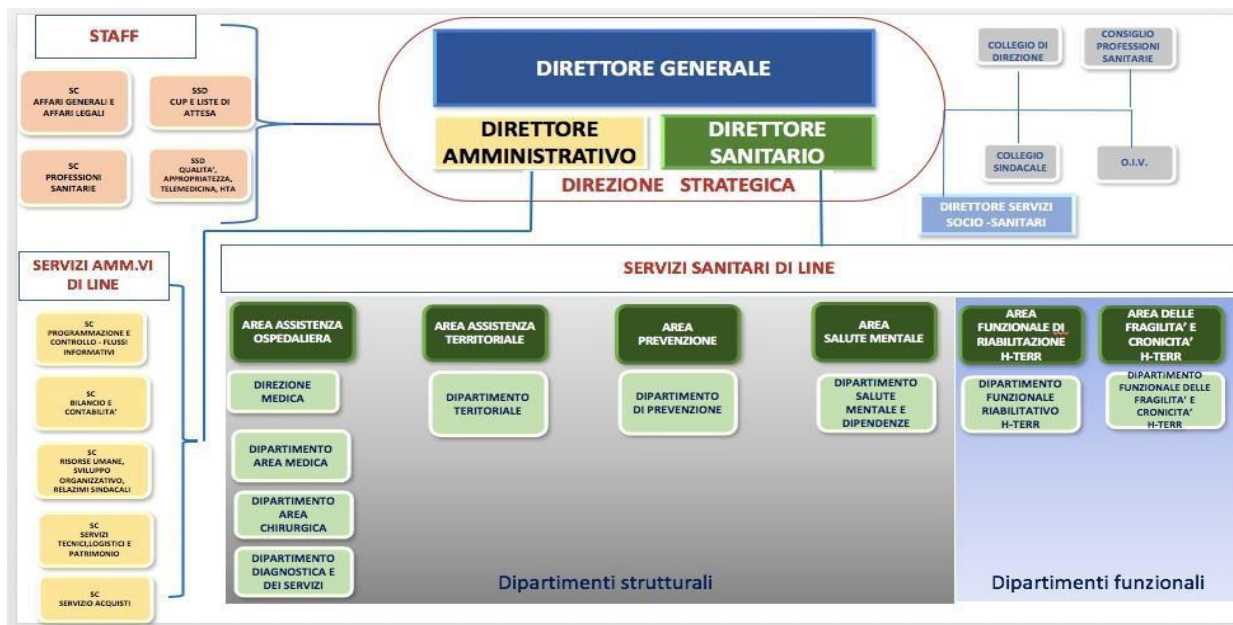 STAFF
SC
AFFARI GENERALI E
AFFARI LEGALI
SSD
CUP E LISTE DI
ATTESA
SC
PROFESSIONI
SANITARIE
SSD
QUALITA’,
APPROPRIATEZZA,
TELEMEDICINA, HTA
DIRETTORE GENERALE
DIRETTORE
AMMINISTRATIVO
DIRETTORE
SANITARIO
DIREZIONE STRATEGICA
COLLEGIO DI
DIREZIONE
CONSIGLIO
PROFESSIONI
SANITARIE
COLLEGIO
SINDACALE
O.I.V.
DIRETTORE SERVIZI
SOCIO -SANITARI
SERVIZI AMM.VI
DI LINE
SC
PROGRAMMAZIONE E
CONTROLLO - FLUSSI
INFORMATIVI
SC
BILANCIO E
CONTABILITA’
SC
RISORSE UMANE,
SVILUPPO
ORGANIZZATIVO,
RELAZIMI SINDACALI
SC
SERVIZI
TECNICI,LOGISTICI E
PATRIMONIO
SC
SERVIZIO ACQUISTI
SERVIZI SANITARI DI LINE
AREA ASSISTENZA
OSPEDALIERA
DIREZIONE
MEDICA
DIPARTIMENTO
AREA MEDICA
DIPARTIMENTO
AREA
CHIRURGICA
DIPARTIMENTO
DIAGNOSTICA E
DEI SERVIZI
AREA ASSISTENZA
TERRITORIALE
DIPARTIMENTO
TERITORIALE
AREA
PREVENZIONE
DIPARTIMENTO
DI PREVENZIONE
AREA
SALUTE MENTALE
DIPARTIMENTO
SALUTE
MENTALE E
DIPENDENZE
Dipartimenti strutturali
AREA
FUNZIONALE DI
RIABILITAZIONE
H-TERR
DIPARTIMENTO
FUNZIONALE
RIABILITATIVO
H-TERR
AREA DELLE
FRAGILITA’ E
CRONICITA’
H-TERR
DIPARTIMENTO
FUNZIONALE DELLE
FRAGILITA’ E
CRONICITA’
H-TERR
Dipartimenti funzionali